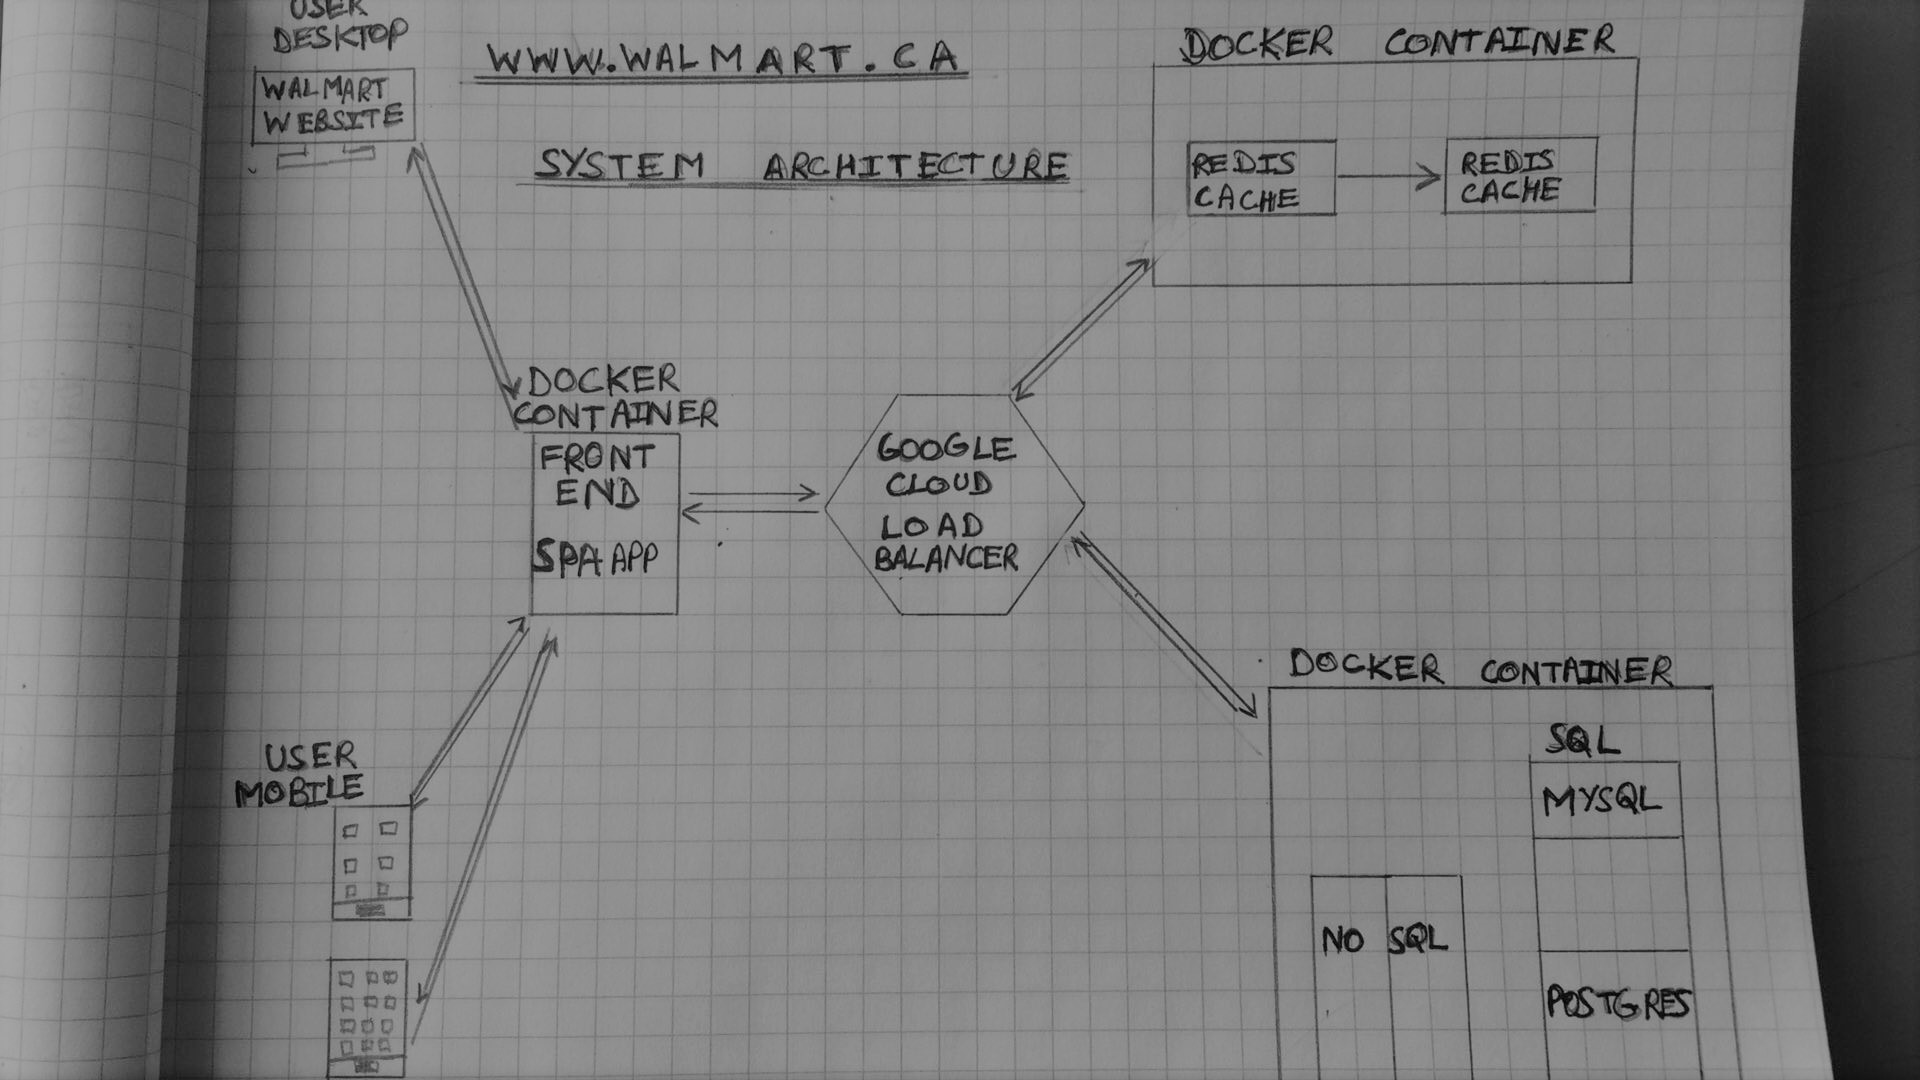 USER
DESKTOP
WALMART
WEBSITE
WWW.WALMART.CA
SYSTEM ARCHITECTURE
DOCKER CONTAINER
REDIS
CACHE
REDIS
CACHE
DOCKER
CONTAINER
FRONT
END
SPA APP
GOOGLE
CLOUD
LOAD
BALANCER
USER
MOBILE
DOCKER CONTAINER
SQL
MYSQL
NO SQL
POSTGRES